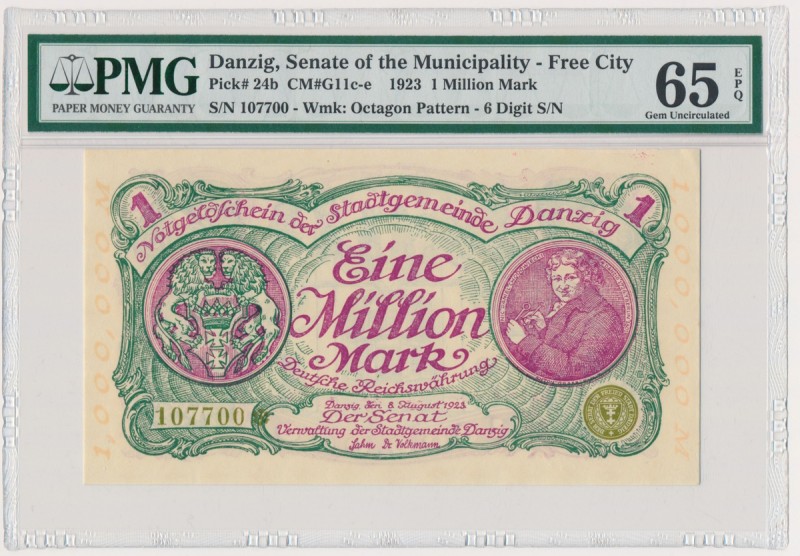 PMG
PAPER MONEY GUARANTY
Danzig, Senate of the Municipality - Free City
Pick# 24b CM#G11c-e 1923 1 Million Mark
S/N 107700 - Wmk: Octagon Pattern - 6 Digit S/N
65 EPQ
Gem Uncirculated
1 1
Notgeldschein der Stadtgemeinde Danzig
Eine
Million
Mark
Deutsche Reichswährung
Danzig, den 8. August 1923
Der Senat
Verwaltung der Stadtgemeinde Danzig
Sahm Dr Volkmann
107700 *
1,000,000 M
1,000,000 M